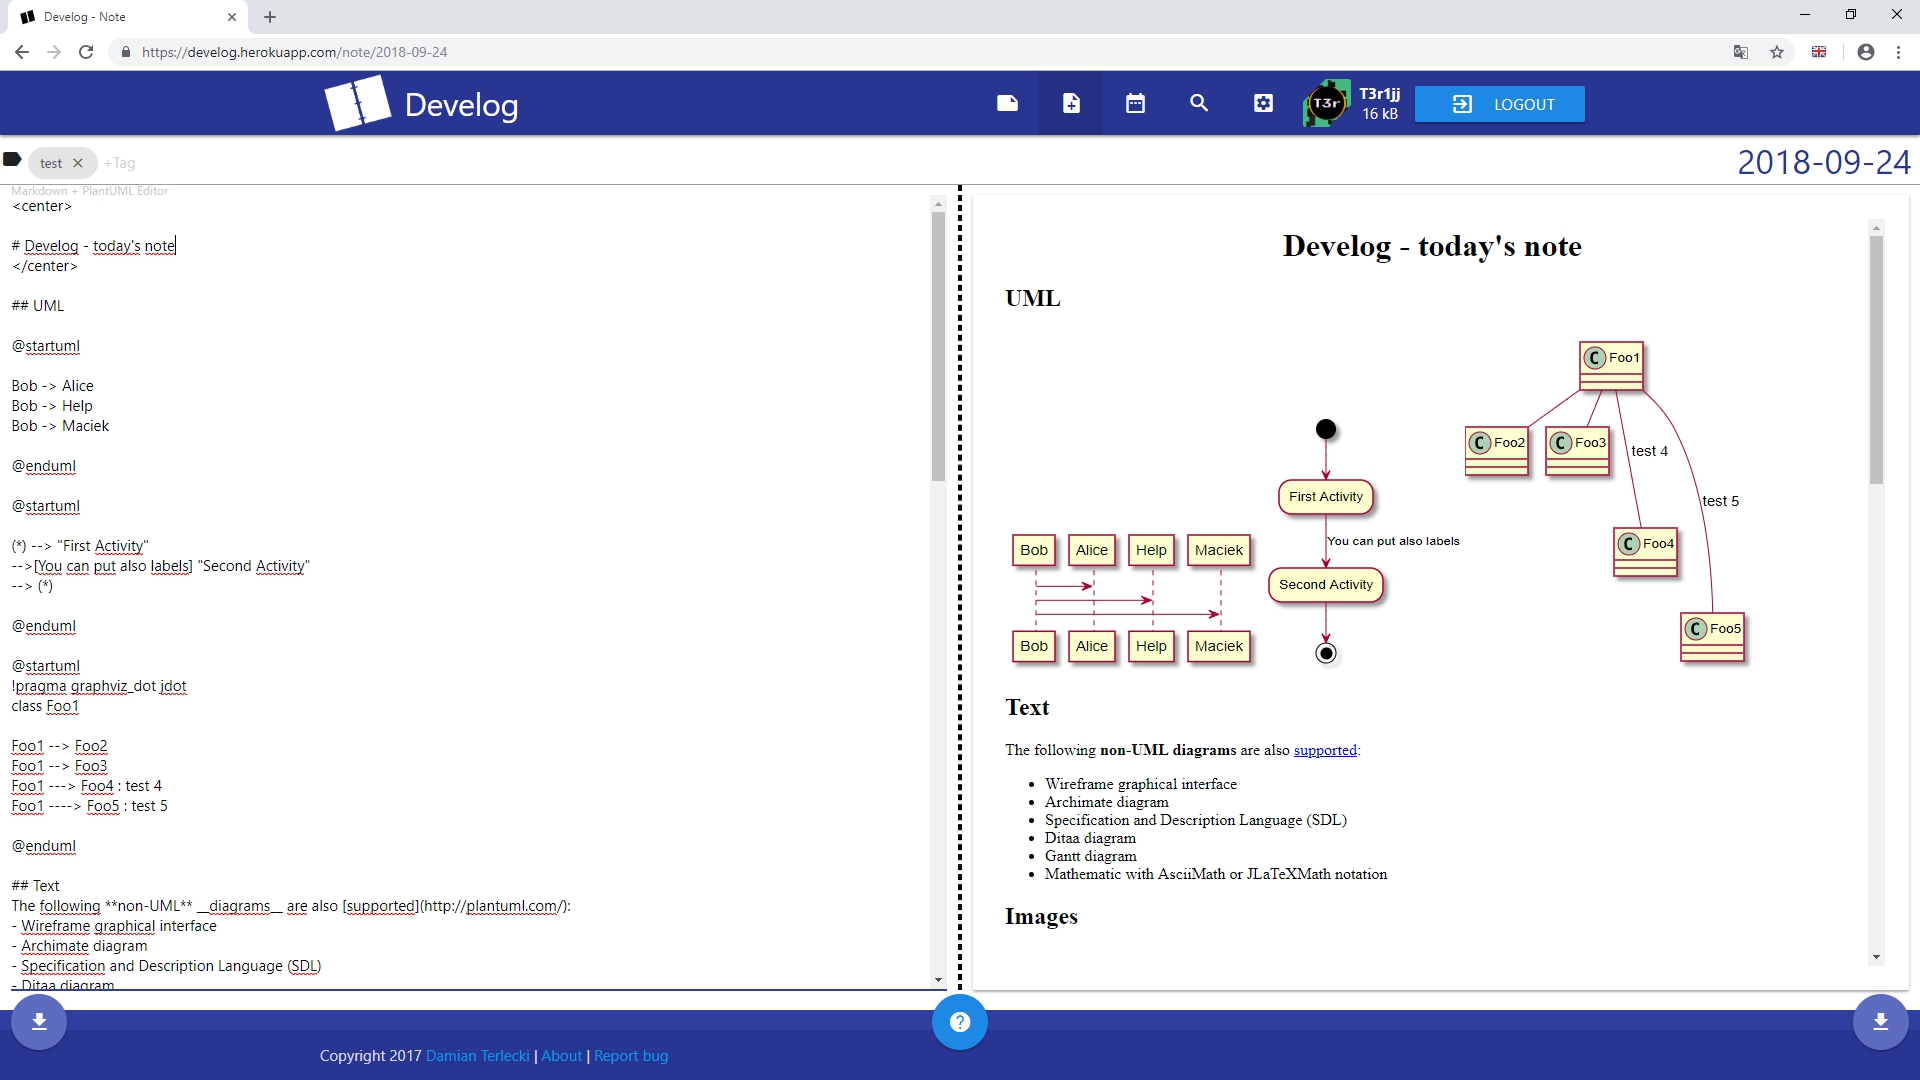 Develog - Note
https://develog.herokuapp.com/note/2018-09-24
Develog
T3r
T3r1jj
16 kB
LOGOUT
test
+Tag
2018-09-24
Markdown + PlantUML Editor
<center>
# Develog - today's note
</center>
## UML
@startuml
Bob -> Alice
Bob -> Help
Bob -> Maciek
@enduml
@startuml
(*) --> "First Activity"
-->[You can put also labels] "Second Activity"
--> (*)
@enduml
@startuml
!pragma graphviz_dot jdot
class Foo1
Foo1 --> Foo2
Foo1 --> Foo3
Foo1 ---> Foo4 : test 4
Foo1 ----> Foo5 : test 5
@enduml
## Text
The following **non-UML** __diagrams__ are also [supported](http://plantuml.com/):
- Wireframe graphical interface
- Archimate diagram
- Specification and Description Language (SDL)
- Ditaa diagram
Develog - today's note
UML
Bob Alice Help Maciek
Bob Alice Help Maciek
First Activity
You can put also labels
Second Activity
C Foo1
C Foo2
C Foo3
test 4
test 5
C Foo4
C Foo5
Text
The following non-UML diagrams are also supported:
• Wireframe graphical interface
• Archimate diagram
• Specification and Description Language (SDL)
• Ditaa diagram
• Gantt diagram
• Mathematic with AsciiMath or JLaTeXMath notation
Images
Copyright 2017 Damian Terlecki | About | Report bug